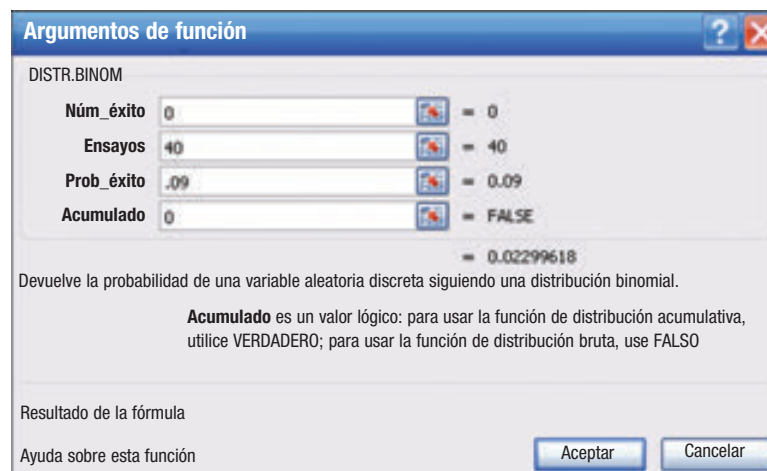 Argumentos de función
DISTR.BINOM
Núm_éxito 0 = 0
Ensayos 40 = 40
Prob_éxito .09 = 0.09
Acumulado 0 = FALSE
= 0.02299618
Devuelve la probabilidad de una variable aleatoria discreta siguiendo una distribución binomial.
Acumulado es un valor lógico: para usar la función de distribución acumulativa,
utilice VERDADERO; para usar la función de distribución bruta, use FALSO
Resultado de la fórmula
Ayuda sobre esta función
Aceptar
Cancelar